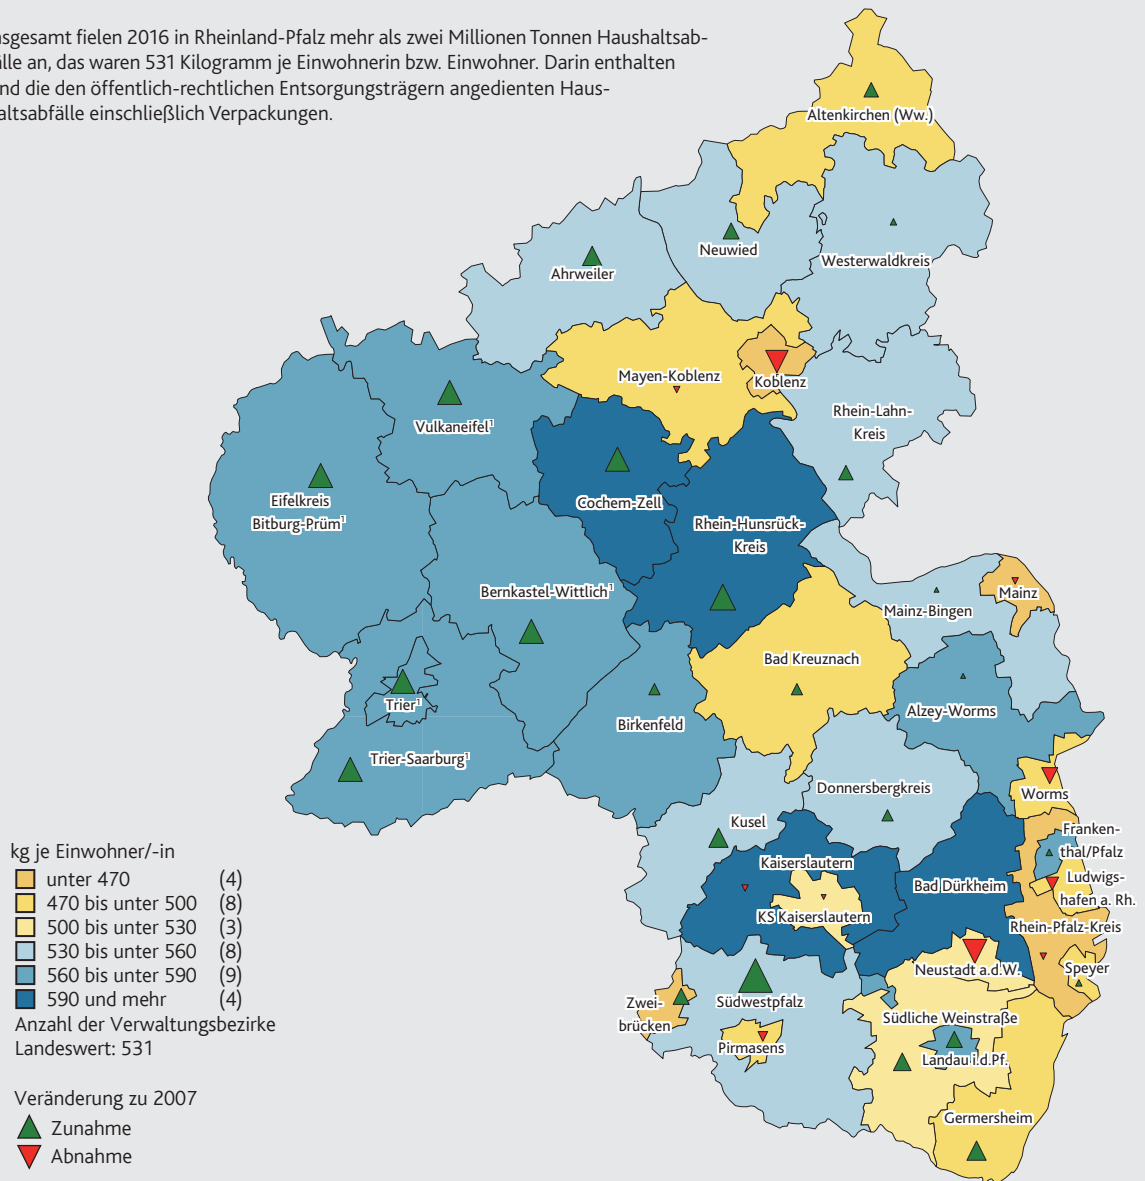 nsgesamt fielen 2016 in Rheinland-Pfalz mehr als zwei Millionen Tonnen Haushaltsab-
älle an, das waren 531 Kilogramm je Einwohnerin bzw. Einwohner. Darin enthalten
nd die den öffentlich-rechtlichen Entsorgungsträgern angedienten Haus-
altsabfälle einschließlich Verpackungen.
Altenkirchen (Ww.)
Neuwied
Westerwaldkreis
Ahrweiler
Mayen-Koblenz
Koblenz
Rhein-Lahn-
Kreis
Vulkaneifel¹
Eifelkreis
Bitburg-Prüm¹
Cochem-Zell
Rhein-Hunsrück-
Kreis
Bernkastel-Wittlich¹
Mainz
Mainz-Bingen
Bad Kreuznach
Trier¹
Birkenfeld
Alzey-Worms
Trier-Saarburg¹
Donnersbergkreis
Worms
Kusel
Franken-
thal/Pfalz
Kaiserslautern
Ludwigs-
hafen a. Rh.
Bad Dürkheim
KS Kaiserslautern
Rhein-Pfalz-Kreis
Neustadt a.d.W.
Speyer
Zwei-
brücken
Südwestpfalz
Südliche Weinstraße
Pirmasens
Landau i.d.Pf.
Germersheim
kg je Einwohner/-in
unter 470 (4)
470 bis unter 500 (8)
500 bis unter 530 (3)
530 bis unter 560 (8)
560 bis unter 590 (9)
590 und mehr (4)
Anzahl der Verwaltungsbezirke
Landeswert: 531
Veränderung zu 2007
Zunahme
Abnahme